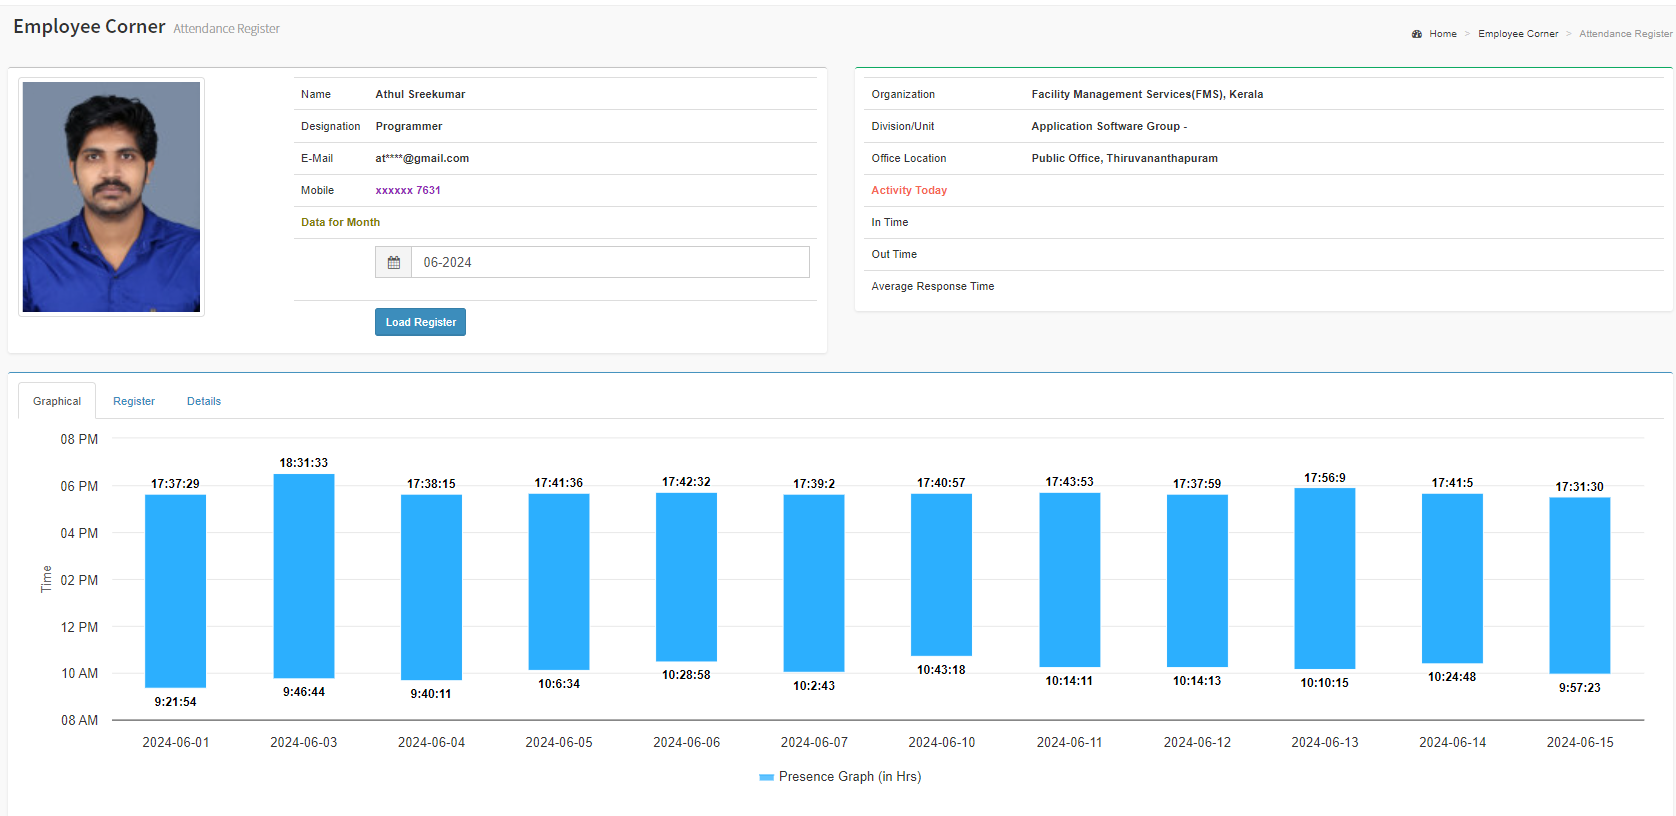 Employee Corner Attendance Register
Home > Employee Corner > Attendance Register
Name Athul Sreekumar
Designation Programmer
E-Mail at****@gmail.com
Mobile xxxxxx 7631
Data for Month
06-2024
Load Register
Organization Facility Management Services(FMS), Kerala
Division/Unit Application Software Group -
Office Location Public Office, Thiruvananthapuram
Activity Today
In Time
Out Time
Average Response Time
Graphical Register Details
08 PM
06 PM
04 PM
02 PM
12 PM
10 AM
08 AM
Time
17:37:29 18:31:33 17:38:15 17:41:36 17:42:32 17:39:2 17:40:57 17:43:53 17:37:59 17:56:9 17:41:5 17:31:30
9:21:54 9:46:44 9:40:11 10:6:34 10:28:58 10:2:43 10:43:18 10:14:11 10:14:13 10:10:15 10:24:48 9:57:23
2024-06-01 2024-06-03 2024-06-04 2024-06-05 2024-06-06 2024-06-07 2024-06-10 2024-06-11 2024-06-12 2024-06-13 2024-06-14 2024-06-15
Presence Graph (in Hrs)